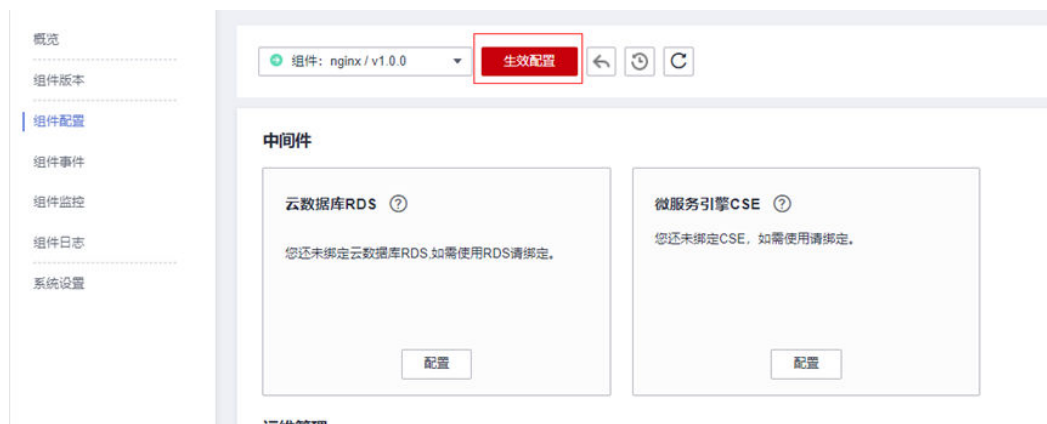 概览
组件版本
组件配置
组件事件
组件监控
组件日志
系统设置
组件：nginx / v1.0.0
生效配置
中间件
云数据库RDS ?
您还未绑定云数据库RDS,如需使用RDS请绑定。
配置
微服务引擎CSE ?
您还未绑定CSE，如需使用请绑定。
配置
运维管理